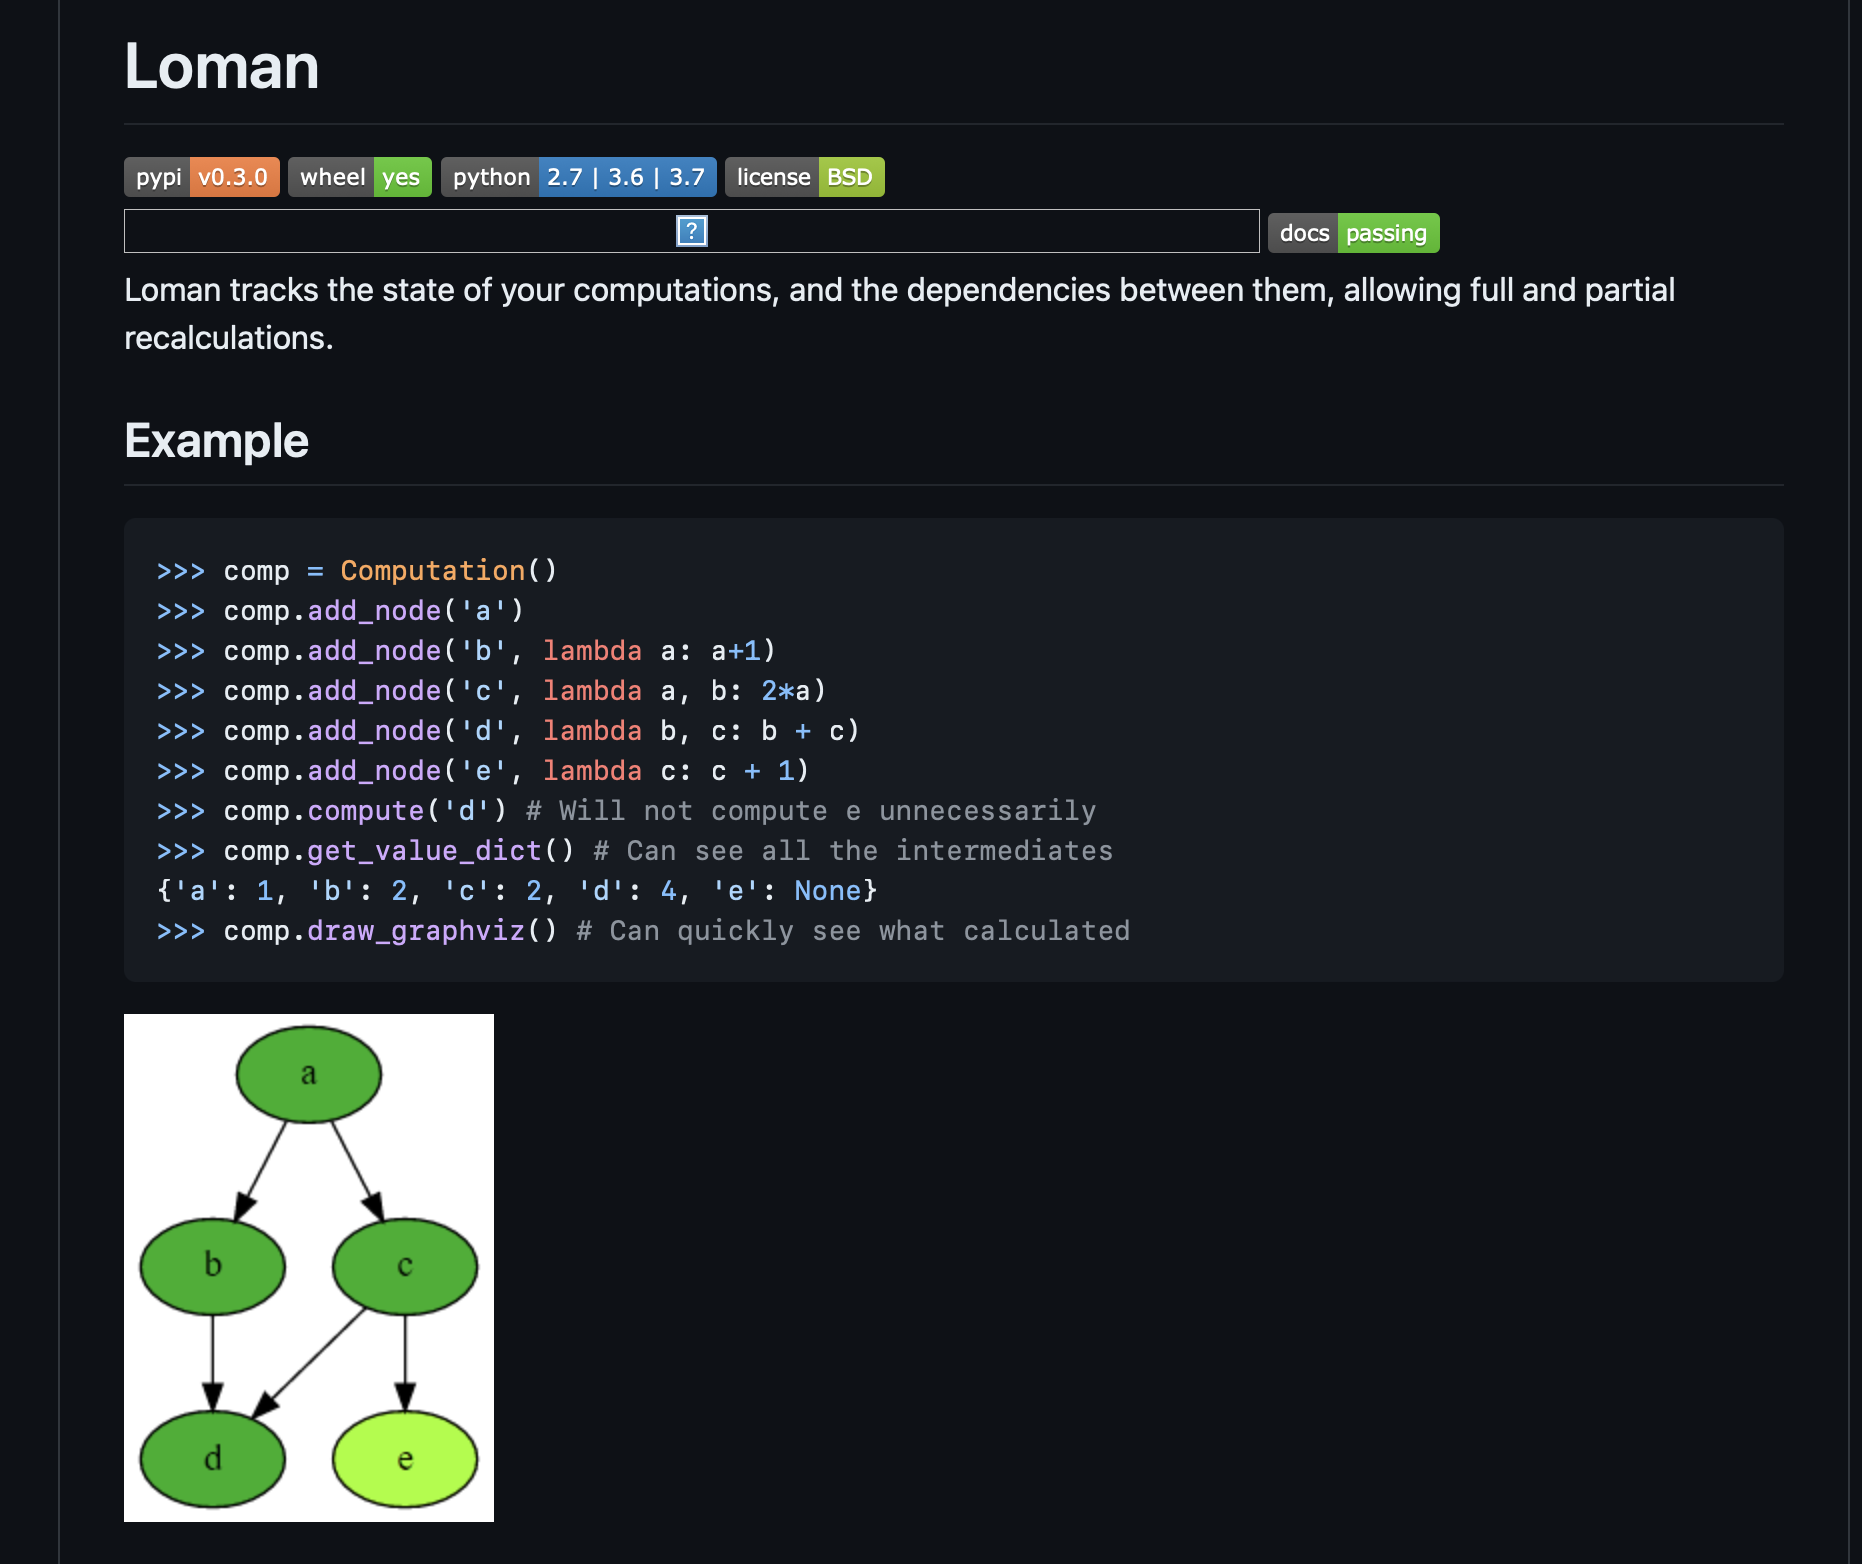 Loman
pypi v0.3.0 wheel yes python 2.7 | 3.6 | 3.7 license BSD
? docs passing
Loman tracks the state of your computations, and the dependencies between them, allowing full and partial
recalculations.
Example
>>> comp = Computation()
>>> comp.add_node('a')
>>> comp.add_node('b', lambda a: a+1)
>>> comp.add_node('c', lambda a, b: 2*a)
>>> comp.add_node('d', lambda b, c: b + c)
>>> comp.add_node('e', lambda c: c + 1)
>>> comp.compute('d') # Will not compute e unnecessarily
>>> comp.get_value_dict() # Can see all the intermediates
{'a': 1, 'b': 2, 'c': 2, 'd': 4, 'e': None}
>>> comp.draw_graphviz() # Can quickly see what calculated
a
b c
d e